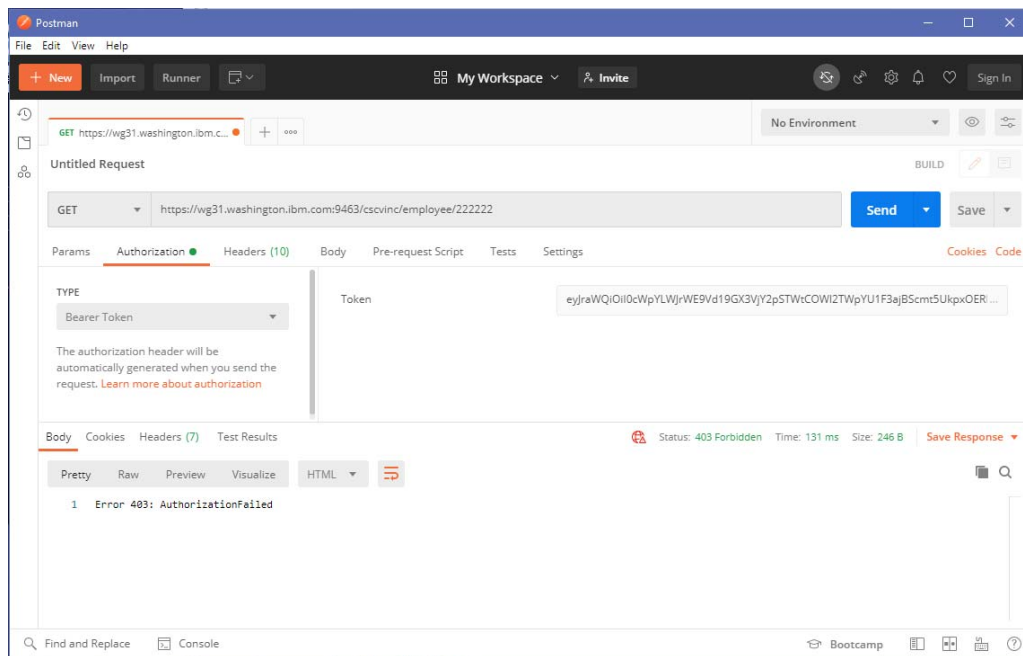 Postman
File Edit View Help
+ New Import Runner My Workspace Invite Sign In
GET https://wg31.washington.ibm.c... + ooo No Environment
Untitled Request BUILD
GET https://wg31.washington.ibm.com:9463/cscvinc/employee/222222 Send Save
Params Authorization Headers (10) Body Pre-request Script Tests Settings Cookies Code
TYPE
Bearer Token
The authorization header will be
automatically generated when you send the
request. Learn more about authorization
Token
Body Cookies Headers (7) Test Results Status: 403 Forbidden Time: 131 ms Size: 246 B Save Response
Pretty Raw Preview Visualize HTML
1 Error 403: AuthorizationFailed
Find and Replace Console Bootcamp